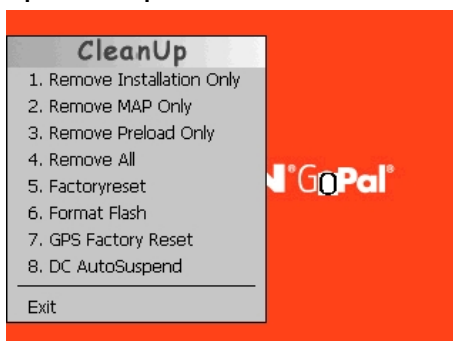 CleanUp
1. Remove Installation Only
2. Remove MAP Only
3. Remove Preload Only
4. Remove All
5. Factoryreset
6. Format Flash
7. GPS Factory Reset
8. DC AutoSuspend
Exit
N°GoPal®